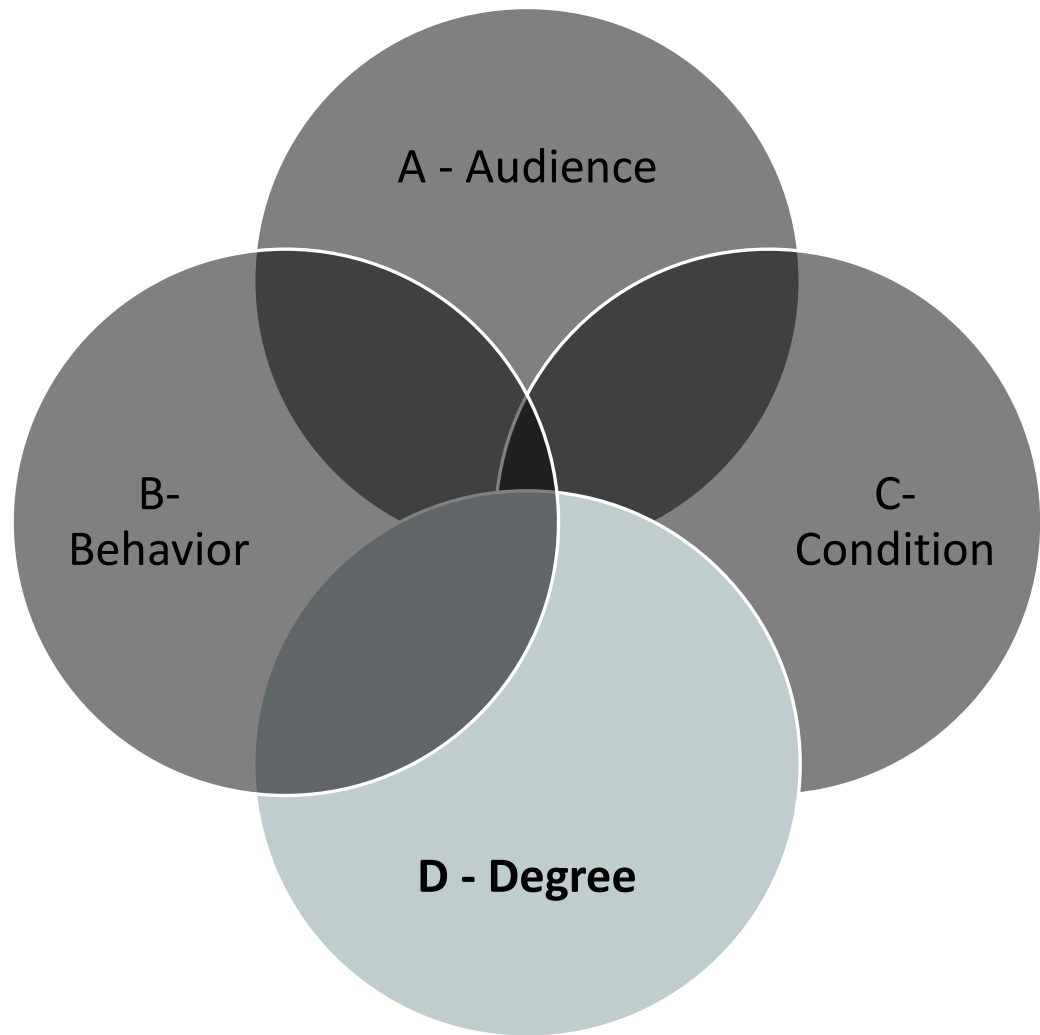 A - Audience
B-
Behavior
C-
Condition
D - Degree